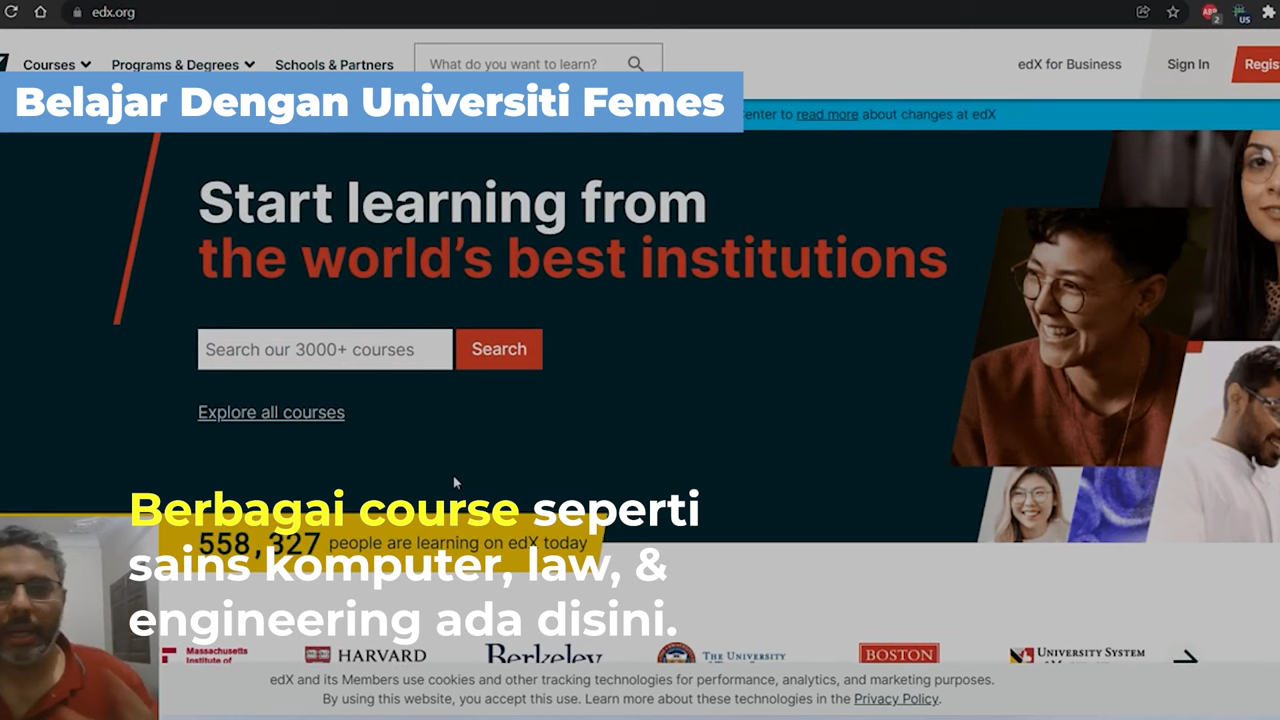 edx.org
2
US
Courses
Programs & Degrees
Schools & Partners
What do you want to learn?
edX for Business
Sign In
Regis
Belajar Dengan Universiti Femes
enter to read more about changes at edX
Start learning from
the world's best institutions
Search our 3000+ courses
Search
Explore all courses
Berbagai course seperti
558,327 people are learning on edX today
sains komputer, law, &
engineering ada disini.
Massachusetts
Institute of
HARVARD
Berkeley
THE UNIVERSITY
BOSTON
UNIVERSITY SYSTEM
edX and its Members use cookies and other tracking technologies for performance, analytics, and marketing purposes.
By using this website, you accept this use. Learn more about these technologies in the Privacy Policy.